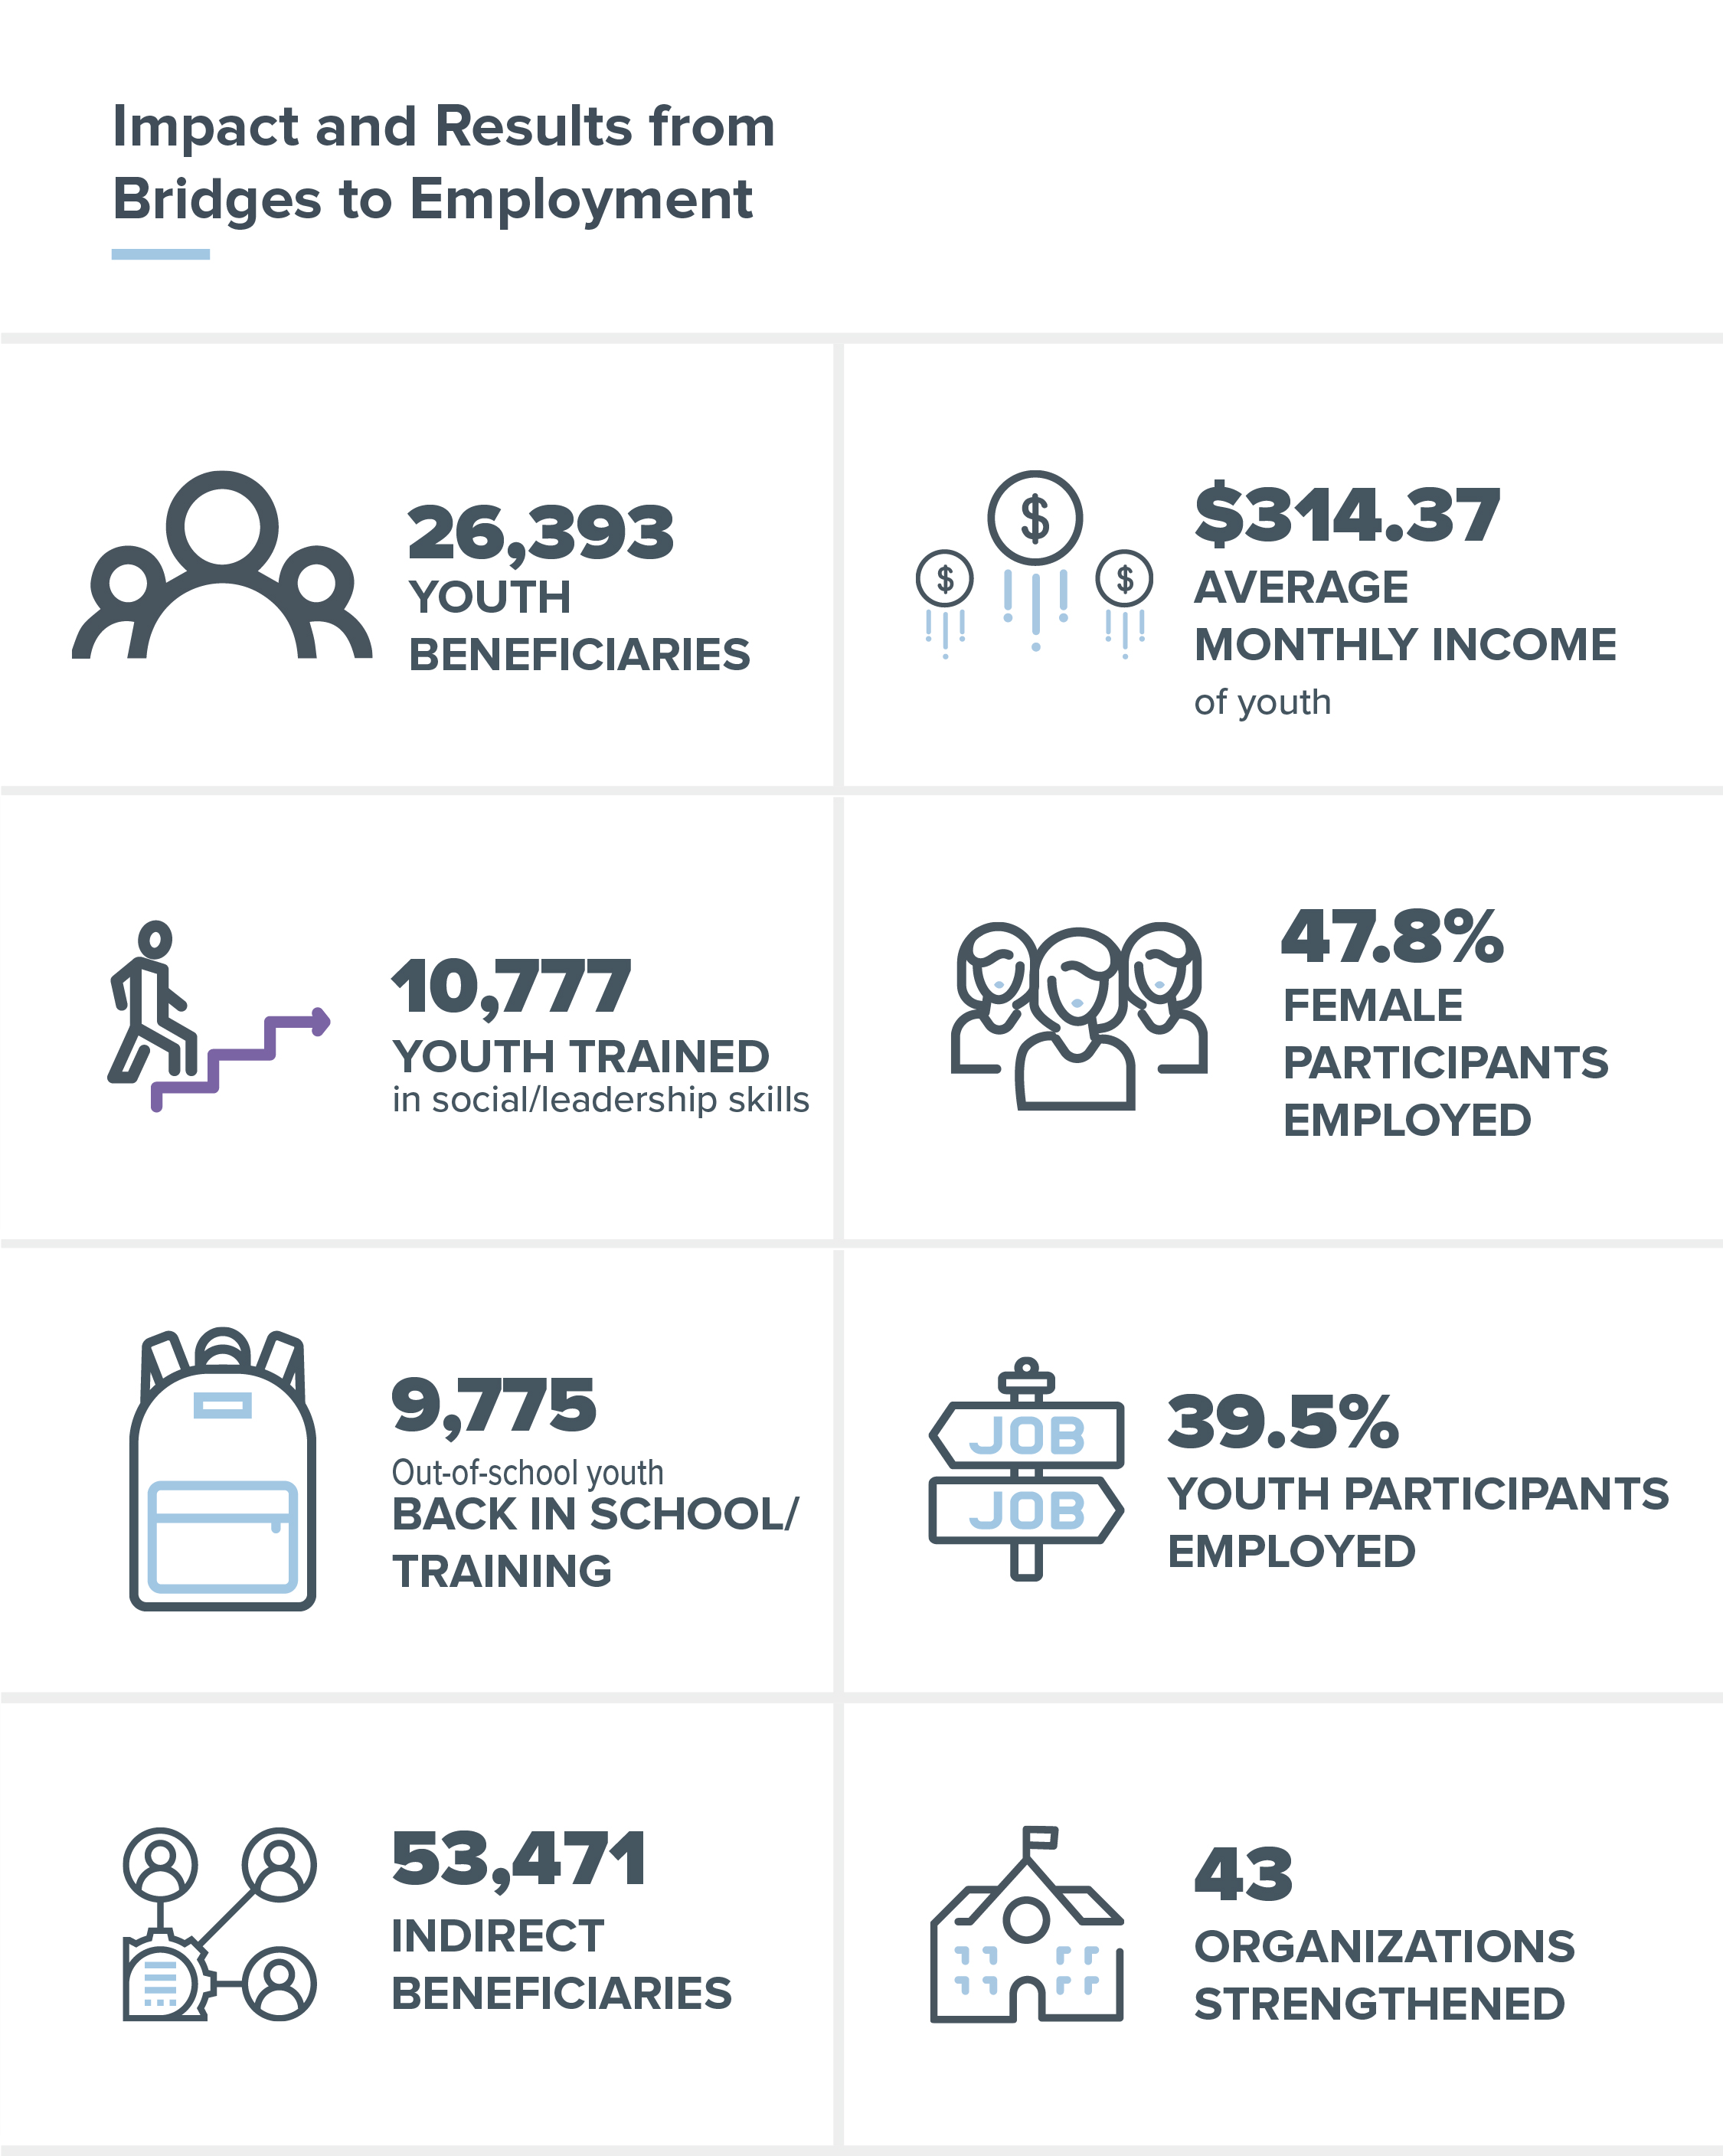 Impact and Results from
Bridges to Employment
26,393
YOUTH
BENEFICIARIES
$ $ $
$314.37
AVERAGE
MONTHLY INCOME
of youth
10,777
YOUTH TRAINED
in social/leadership skills
47.8%
FEMALE
PARTICIPANTS
EMPLOYED
9,775
Out-of-school youth
BACK IN SCHOOL/
TRAINING
JOB
JOB
39.5%
YOUTH PARTICIPANTS
EMPLOYED
53,471
INDIRECT
BENEFICIARIES
43
ORGANIZATIONS
STRENGTHENED